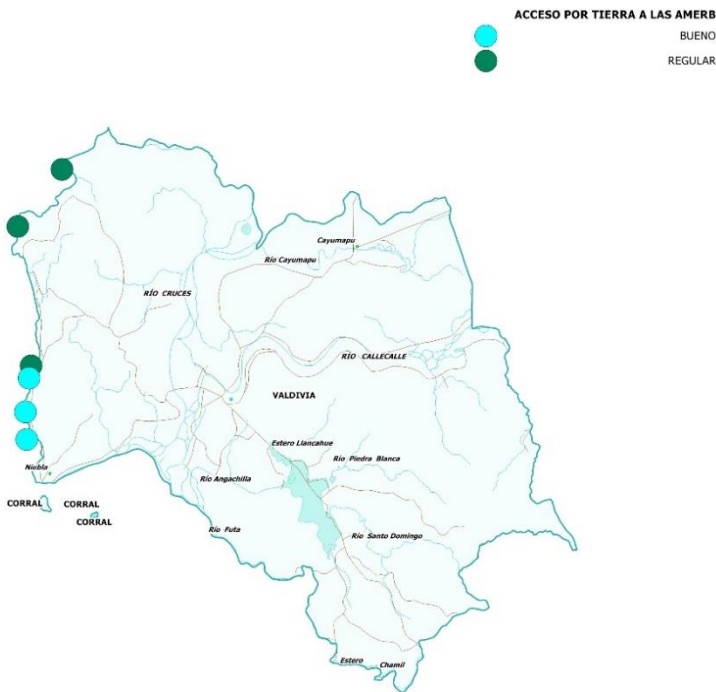 ACCESO POR TIERRA A LAS AMERB
BUENO
REGULAR
Cayumapu
Río Cayumapu
RÍO CRUCES
RÍO CALLECALLE
VALDIVIA
Estero Llancahue
Río Piedra Blanca
Niebla
Río Angachilla
CORRAL
CORRAL
CORRAL
Río Futa
Río Santo Domingo
Estero Chamil